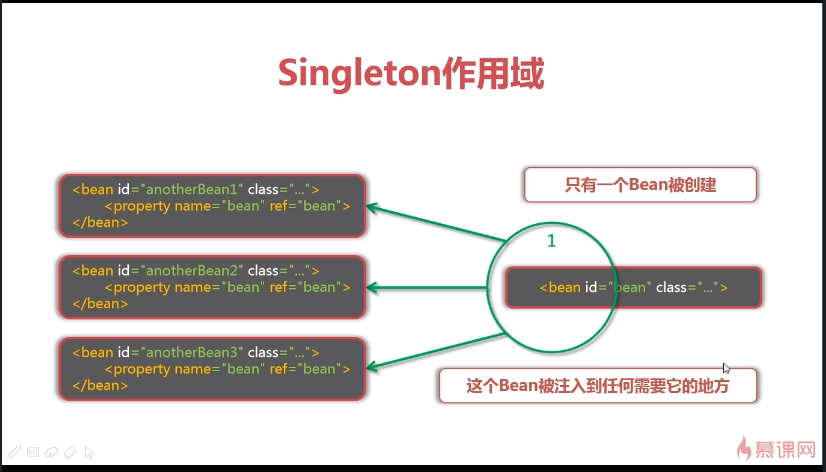 Singleton作用域
<bean id="anotherBean1" class="...">
<property name="bean" ref="bean">
</bean>
<bean id="anotherBean2" class="...">
<property name="bean" ref="bean">
</bean>
<bean id="anotherBean3" class="...">
<property name="bean" ref="bean">
</bean>
只有一个Bean被创建
1
<bean id="bean" class="...">
这个Bean被注入到任何需要它的地方
慕课网